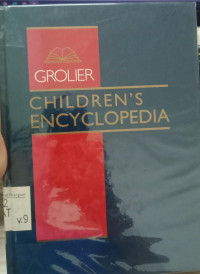 GROLIER
CHILDREN'S
ENCYCLOPEDIA
v.9